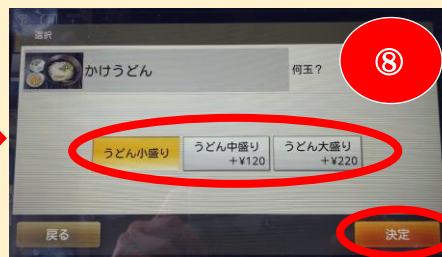 選択
かけうどん
何玉?
⑧
うどん小盛り
うどん中盛り
+¥120
うどん大盛り
+¥220
戻る
決定